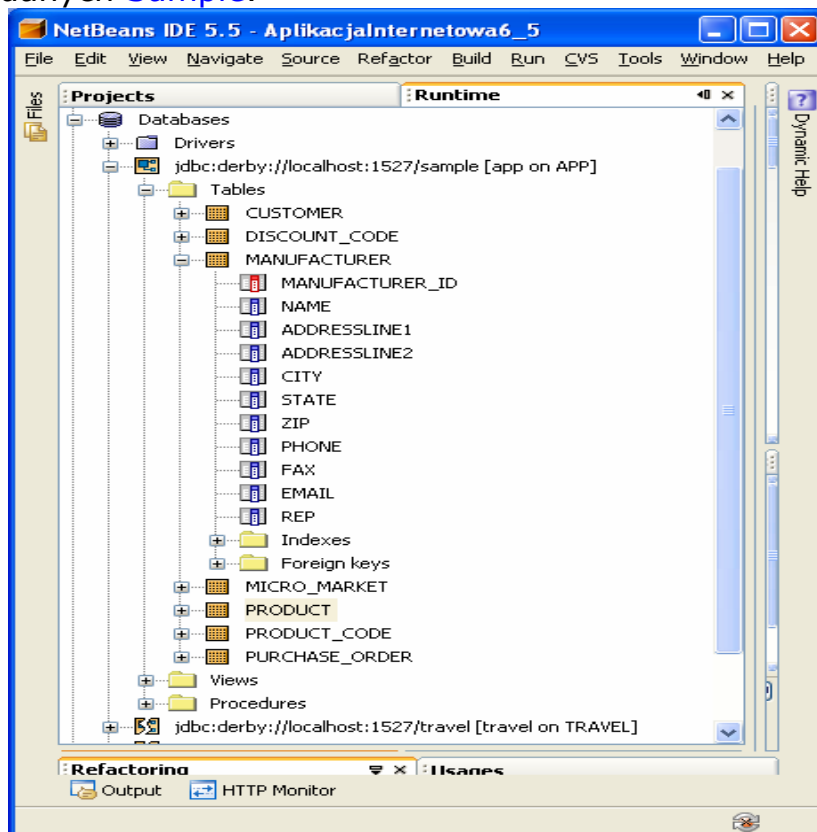 danych Sample.
NetBeans IDE 5.5 - AplikacjaInternetowa6_5
File Edit View Navigate Source Refactor Build Run CVS Tools Window Help
Files
Projects
Runtime
Dynamic Help
Databases
Drivers
jdbc:derby://localhost:1527/sample [app on APP]
Tables
CUSTOMER
DISCOUNT_CODE
MANUFACTURER
MANUFACTURER_ID
NAME
ADDRESSLINE1
ADDRESSLINE2
CITY
STATE
ZIP
PHONE
FAX
EMAIL
REP
Indexes
Foreign keys
MICRO_MARKET
PRODUCT
PRODUCT_CODE
PURCHASE_ORDER
Views
Procedures
jdbc:derby://localhost:1527/travel [travel on TRAVEL]
Refactoring
Usages
Output HTTP Monitor